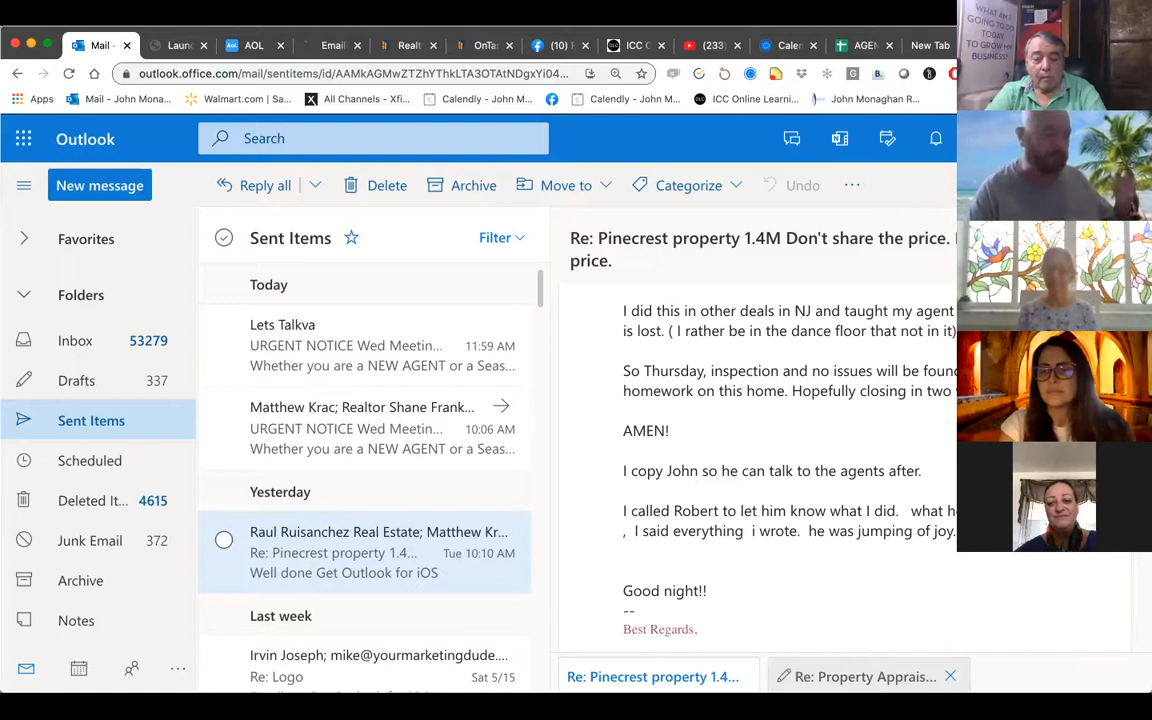 Mail -
Laun
AOL
Email
Realt
OnTa
(10) F
ICC C
(233)
Caler
AGEN
New Tab
outlook.office.com/mail/sentitems/id/AAMkAGMwZTZhYThkLTA3OTAtNDgxYi04...
Apps
Mail - John Mona...
Walmart.com | Sa...
All Channels - Xfi...
Calendly - John M...
Calendly - John M...
ICC Online Learni...
John Monaghan R...
WHAT AM I
GOING TO DO
TODAY
TO GROW MY
BUSINESS?
Outlook
Search
New message
Reply all
Delete
Archive
Move to
Categorize
Undo
Favorites
Folders
Inbox 53279
Drafts 337
Sent Items
Scheduled
Deleted It... 4615
Junk Email 372
Archive
Notes
Sent Items
Filter
Today
Lets Talkva
URGENT NOTICE Wed Meetin... 11:59 AM
Whether you are a NEW AGENT or a Seas...
Matthew Krac; Realtor Shane Frank...
URGENT NOTICE Wed Meetin... 10:06 AM
Whether you are a NEW AGENT or a Seas...
Yesterday
Raul Ruisanchez Real Estate; Matthew Kr...
Re: Pinecrest property 1.4... Tue 10:10 AM
Well done Get Outlook for iOS
Last week
Irvin Joseph; mike@yourmarketingdude....
Re: Logo Sat 5/15
Re: Pinecrest property 1.4M Don't share the price.
price.
I did this in other deals in NJ and taught my agent
is lost. ( I rather be in the dance floor that not in it)
So Thursday, inspection and no issues will be foun
homework on this home. Hopefully closing in two
AMEN!
I copy John so he can talk to the agents after.
I called Robert to let him know what I did. what h
, I said everything i wrote. he was jumping of joy.
Good night!!
--
Best Regards,
Re: Pinecrest property 1.4...
Re: Property Apprais...